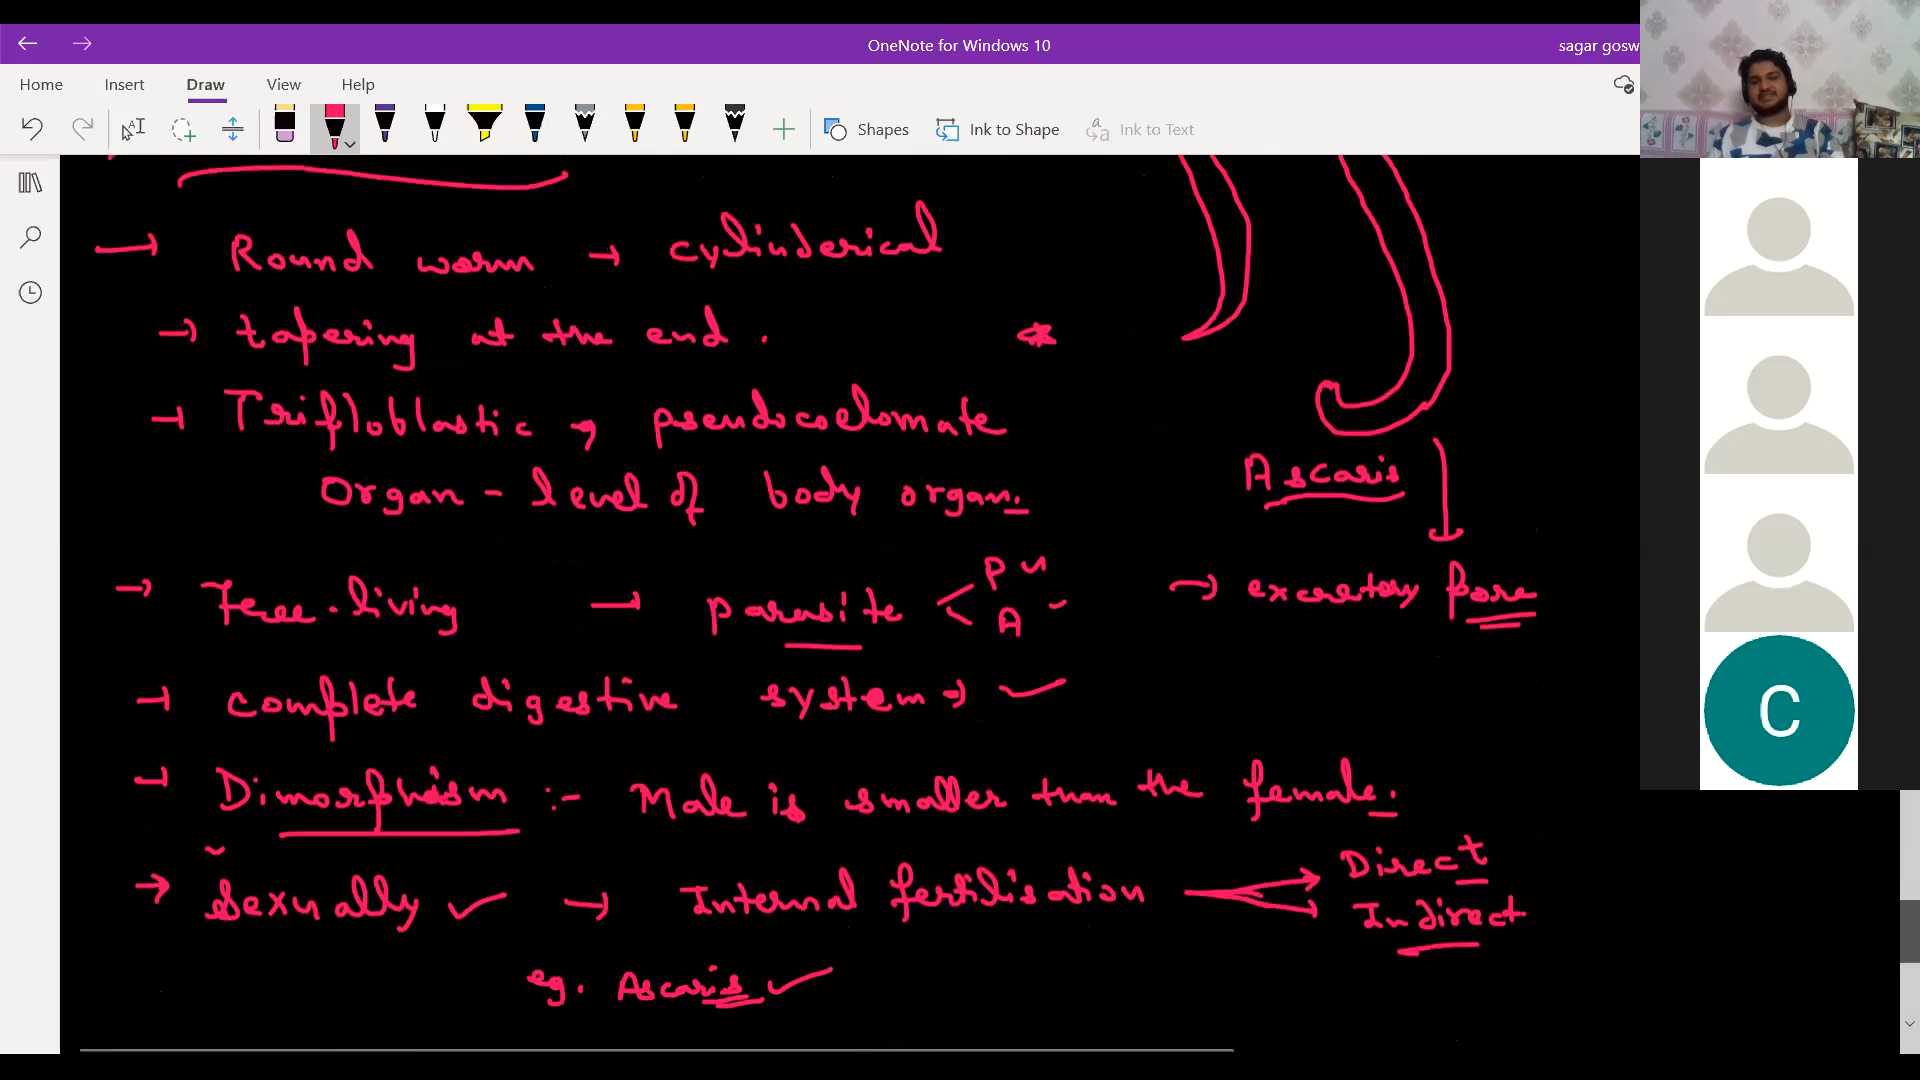 OneNote for Windows 10
sagar gosw
Home Insert Draw View Help
Shapes Ink to Shape Ink to Text
→ Round worm → cylinderical
→ tapering at the end.
→ Trifloblastic → pseudocoelomate
Organ - level of body organ.
Ascaris
→ Free-living → parasite < P
A
→ excretory pore
→ complete digestive system → ✓
→ Dimorphism :- Male is smaller than the female.
→ Sexually ✓ → Internal fertilisation
Direct
Indirect
eg. Ascaris ✓
C